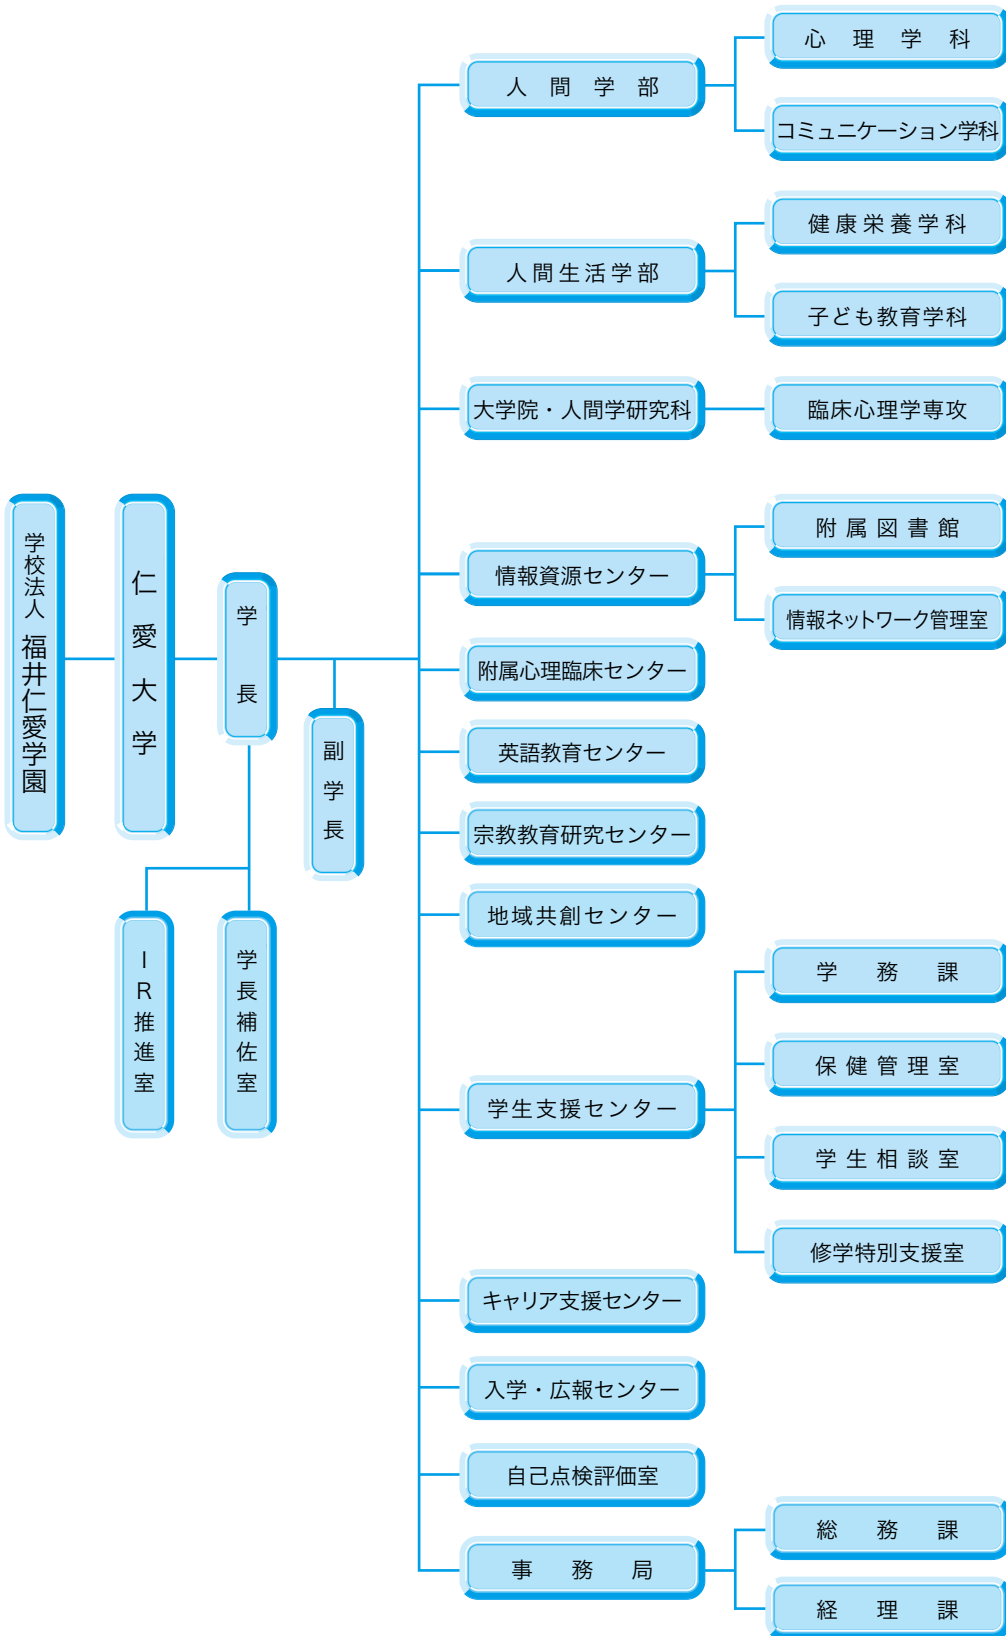 学校法人 福井仁愛学園
仁愛大学
学長
副学長
IR推進室
学長補佐室
人間学部
心理学科
コミュニケーション学科
人間生活学部
健康栄養学科
子ども教育学科
大学院・人間学研究科
臨床心理学専攻
情報資源センター
附属図書館
情報ネットワーク管理室
附属心理臨床センター
英語教育センター
宗教教育研究センター
地域共創センター
学生支援センター
学務課
保健管理室
学生相談室
修学特別支援室
キャリア支援センター
入学・広報センター
自己点検評価室
事務局
総務課
経理課